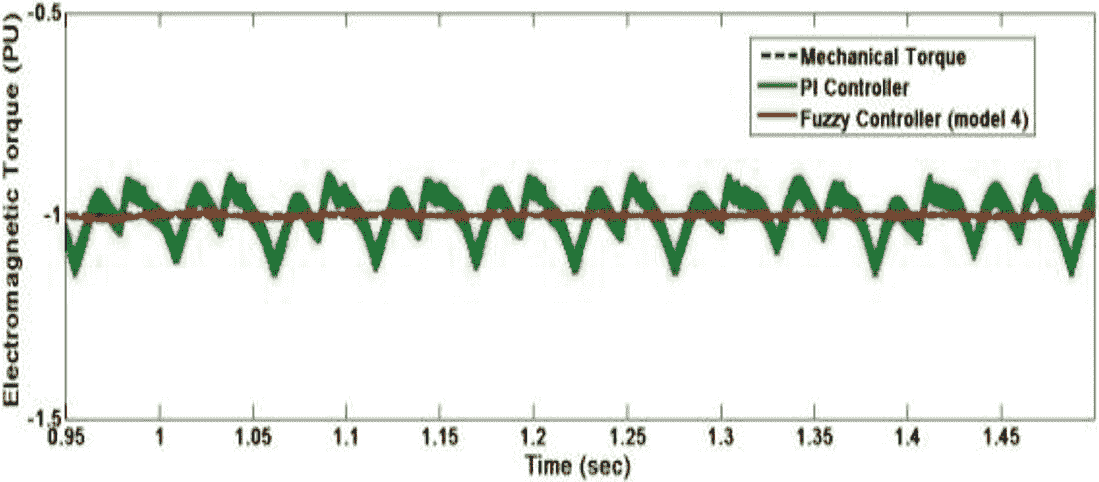 Electromagnetic Torque (PU)
-0.5
-1
-1.5
Mechanical Torque
PI Controller
Fuzzy Controller (model 4)
0.95 1 1.05 1.1 1.15 1.2 1.25 1.3 1.35 1.4 1.45
Time (sec)